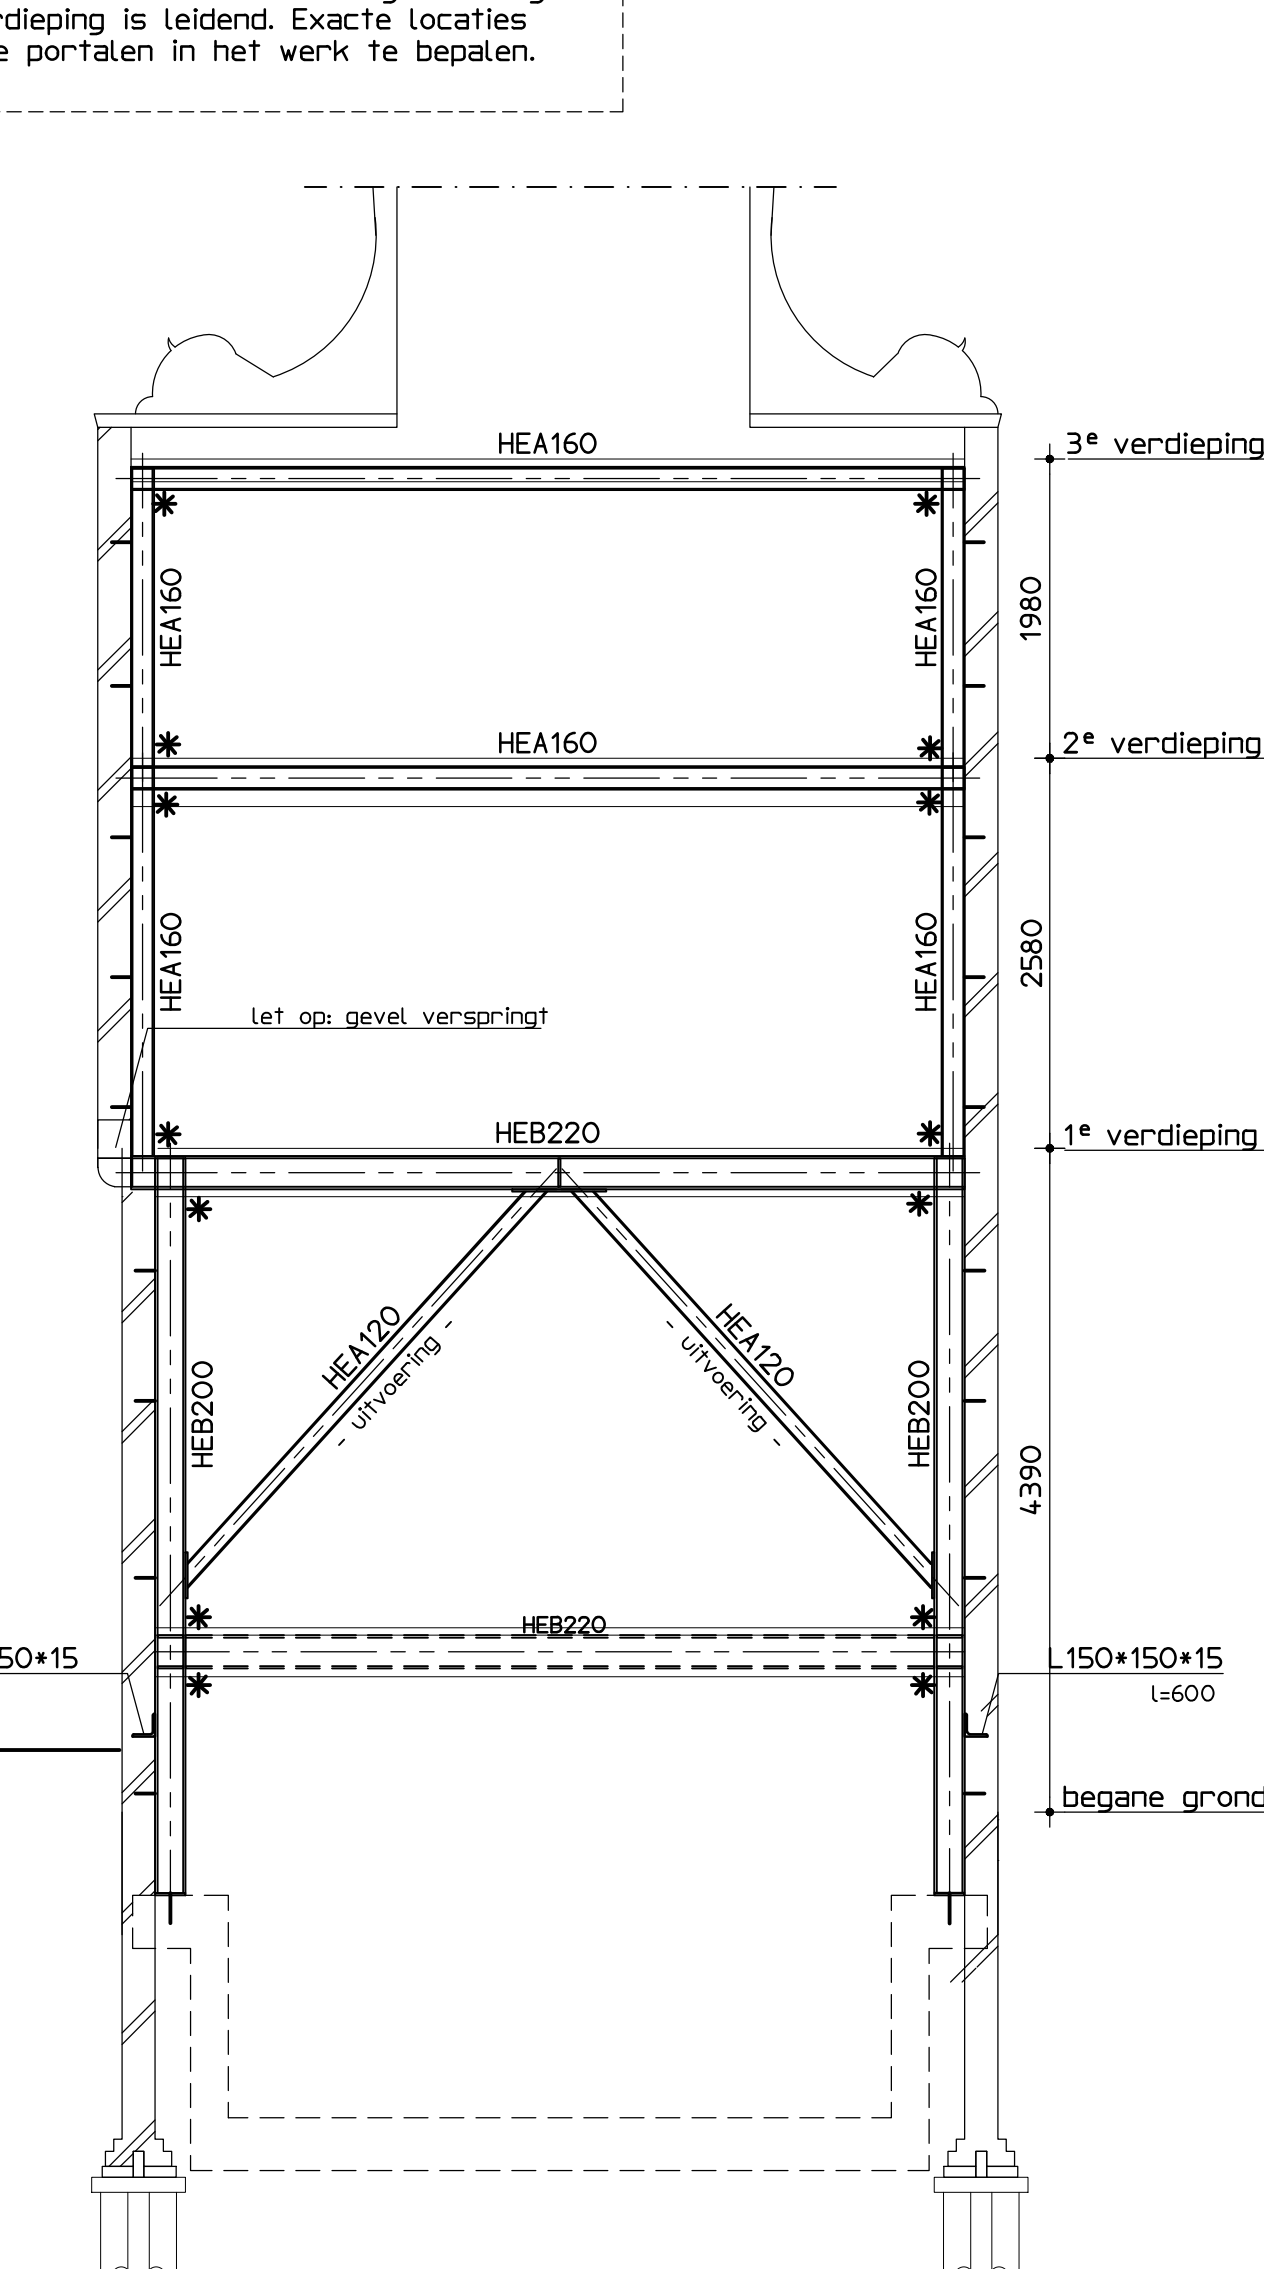 rdieping is leidend. Exacte locaties
e portalen in het werk te bepalen.
HEA160
3ᵉ verdieping
HEA160
HEA160
1980
HEA160
2ᵉ verdieping
HEA160
HEA160
2580
let op: gevel verspringt
HEB220
1ᵉ verdieping
HEA120
- uitvoering -
HEA120
- uitvoering -
HEB200
HEB200
4390
HEB220
50*15
L150*150*15
l=600
begane grond